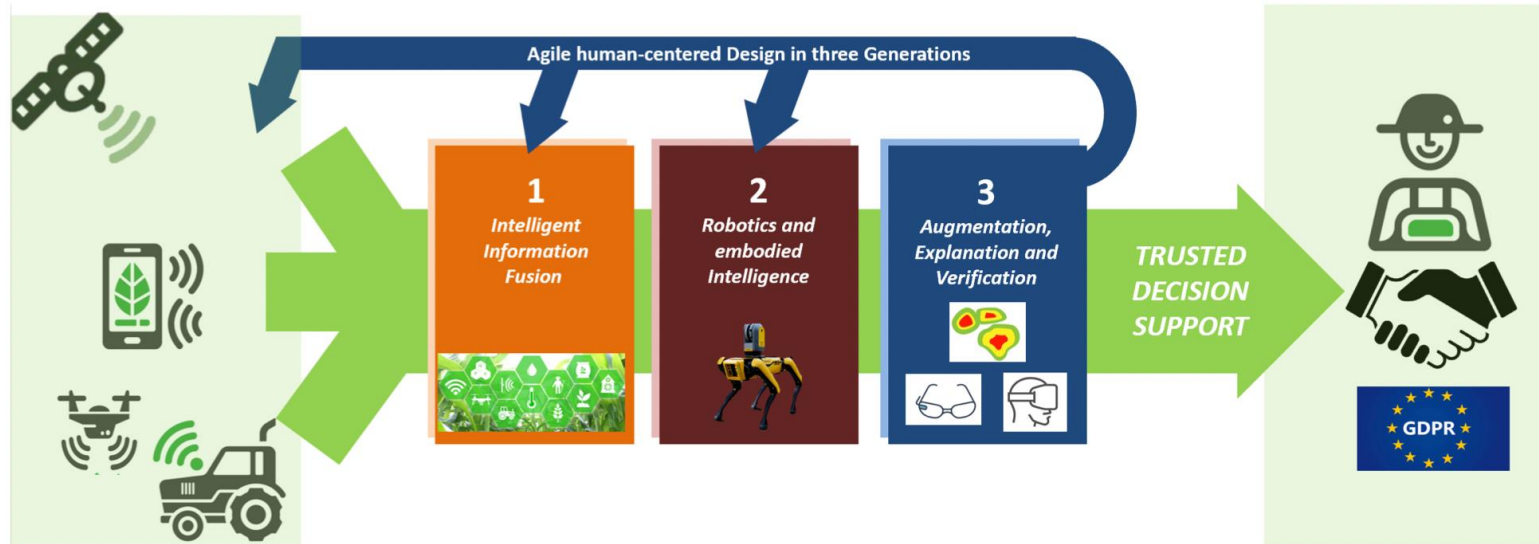 Agile human-centered Design in three Generations
1
Intelligent
Information
Fusion
2
Robotics and
embodied
Intelligence
3
Augmentation,
Explanation and
Verification
TRUSTED
DECISION
SUPPORT
GDPR